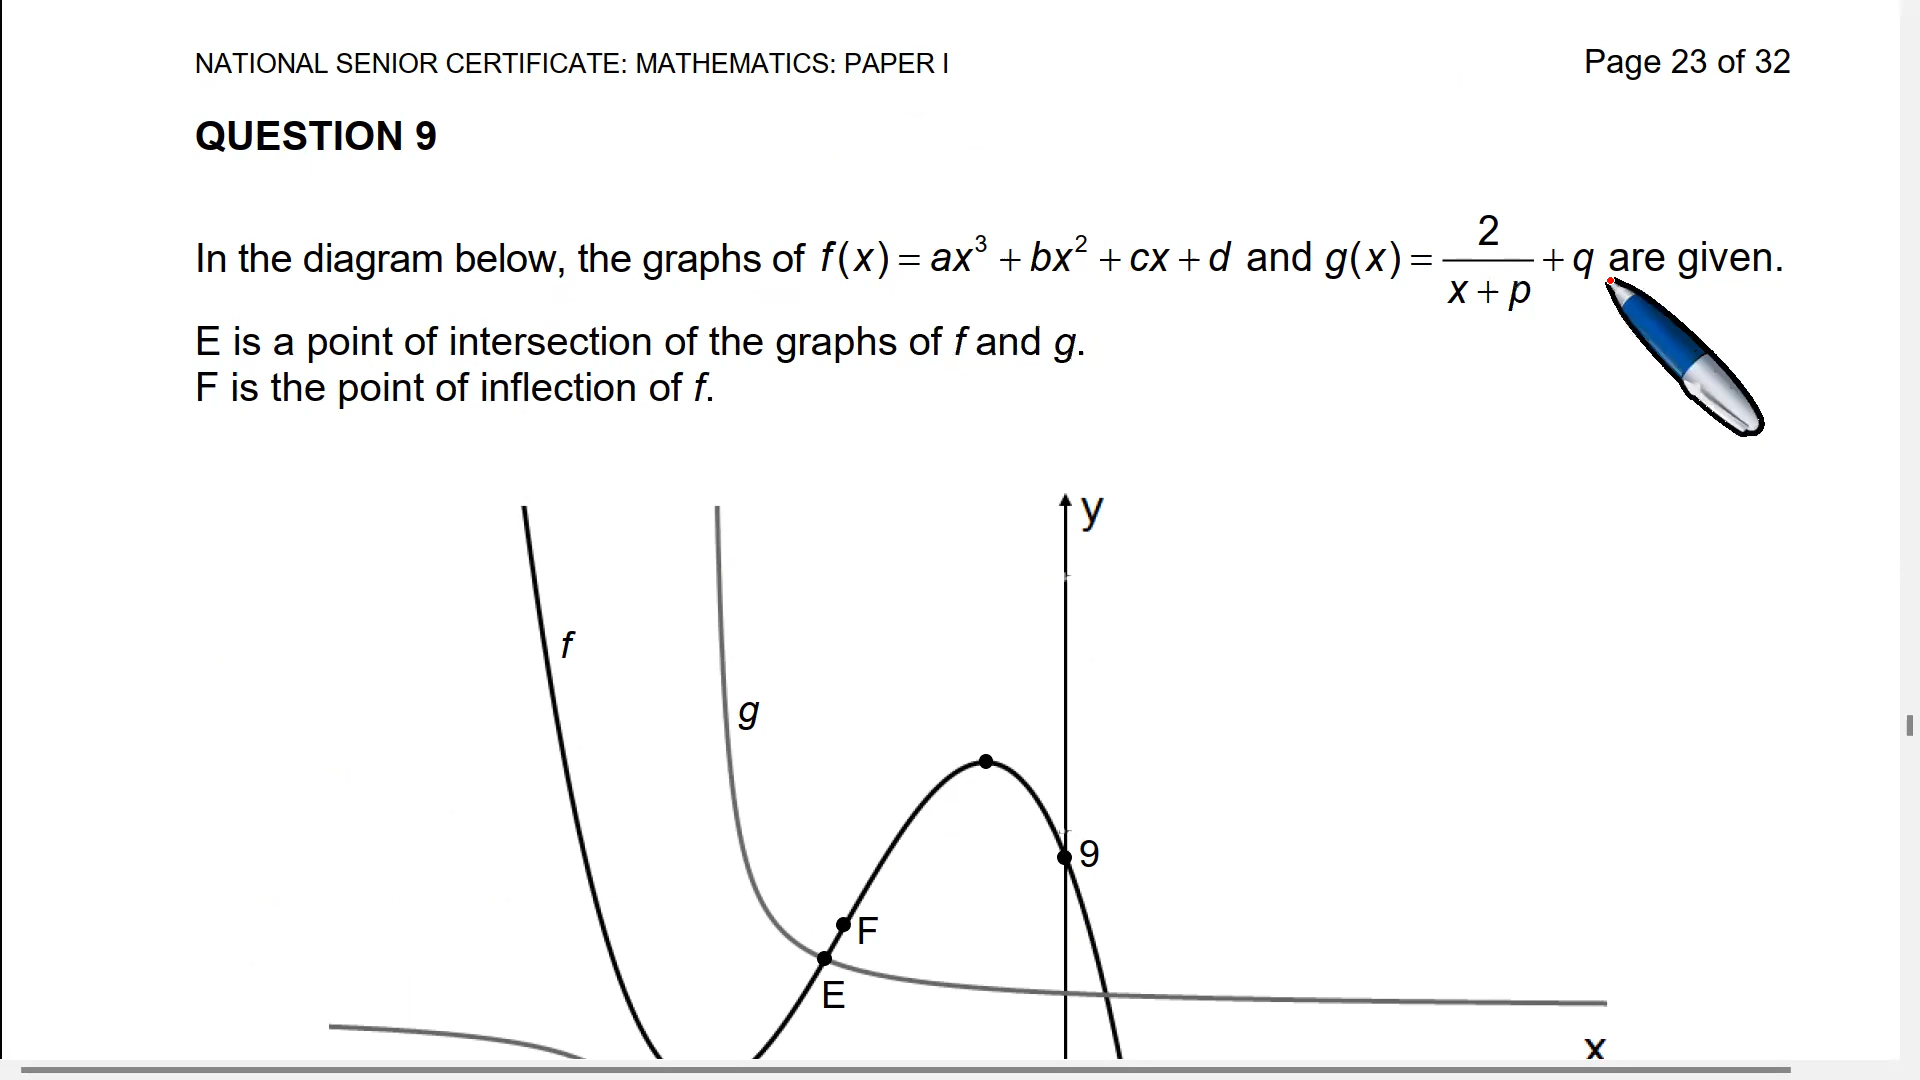 NATIONAL SENIOR CERTIFICATE: MATHEMATICS: PAPER I
Page 23 of 32
QUESTION 9
In the diagram below, the graphs of f(x) = ax³ + bx² + cx + d and g(x) = 2/(x + p) + q are given.
E is a point of intersection of the graphs of f and g.
F is the point of inflection of f.
y
f
g
9
F
E
x